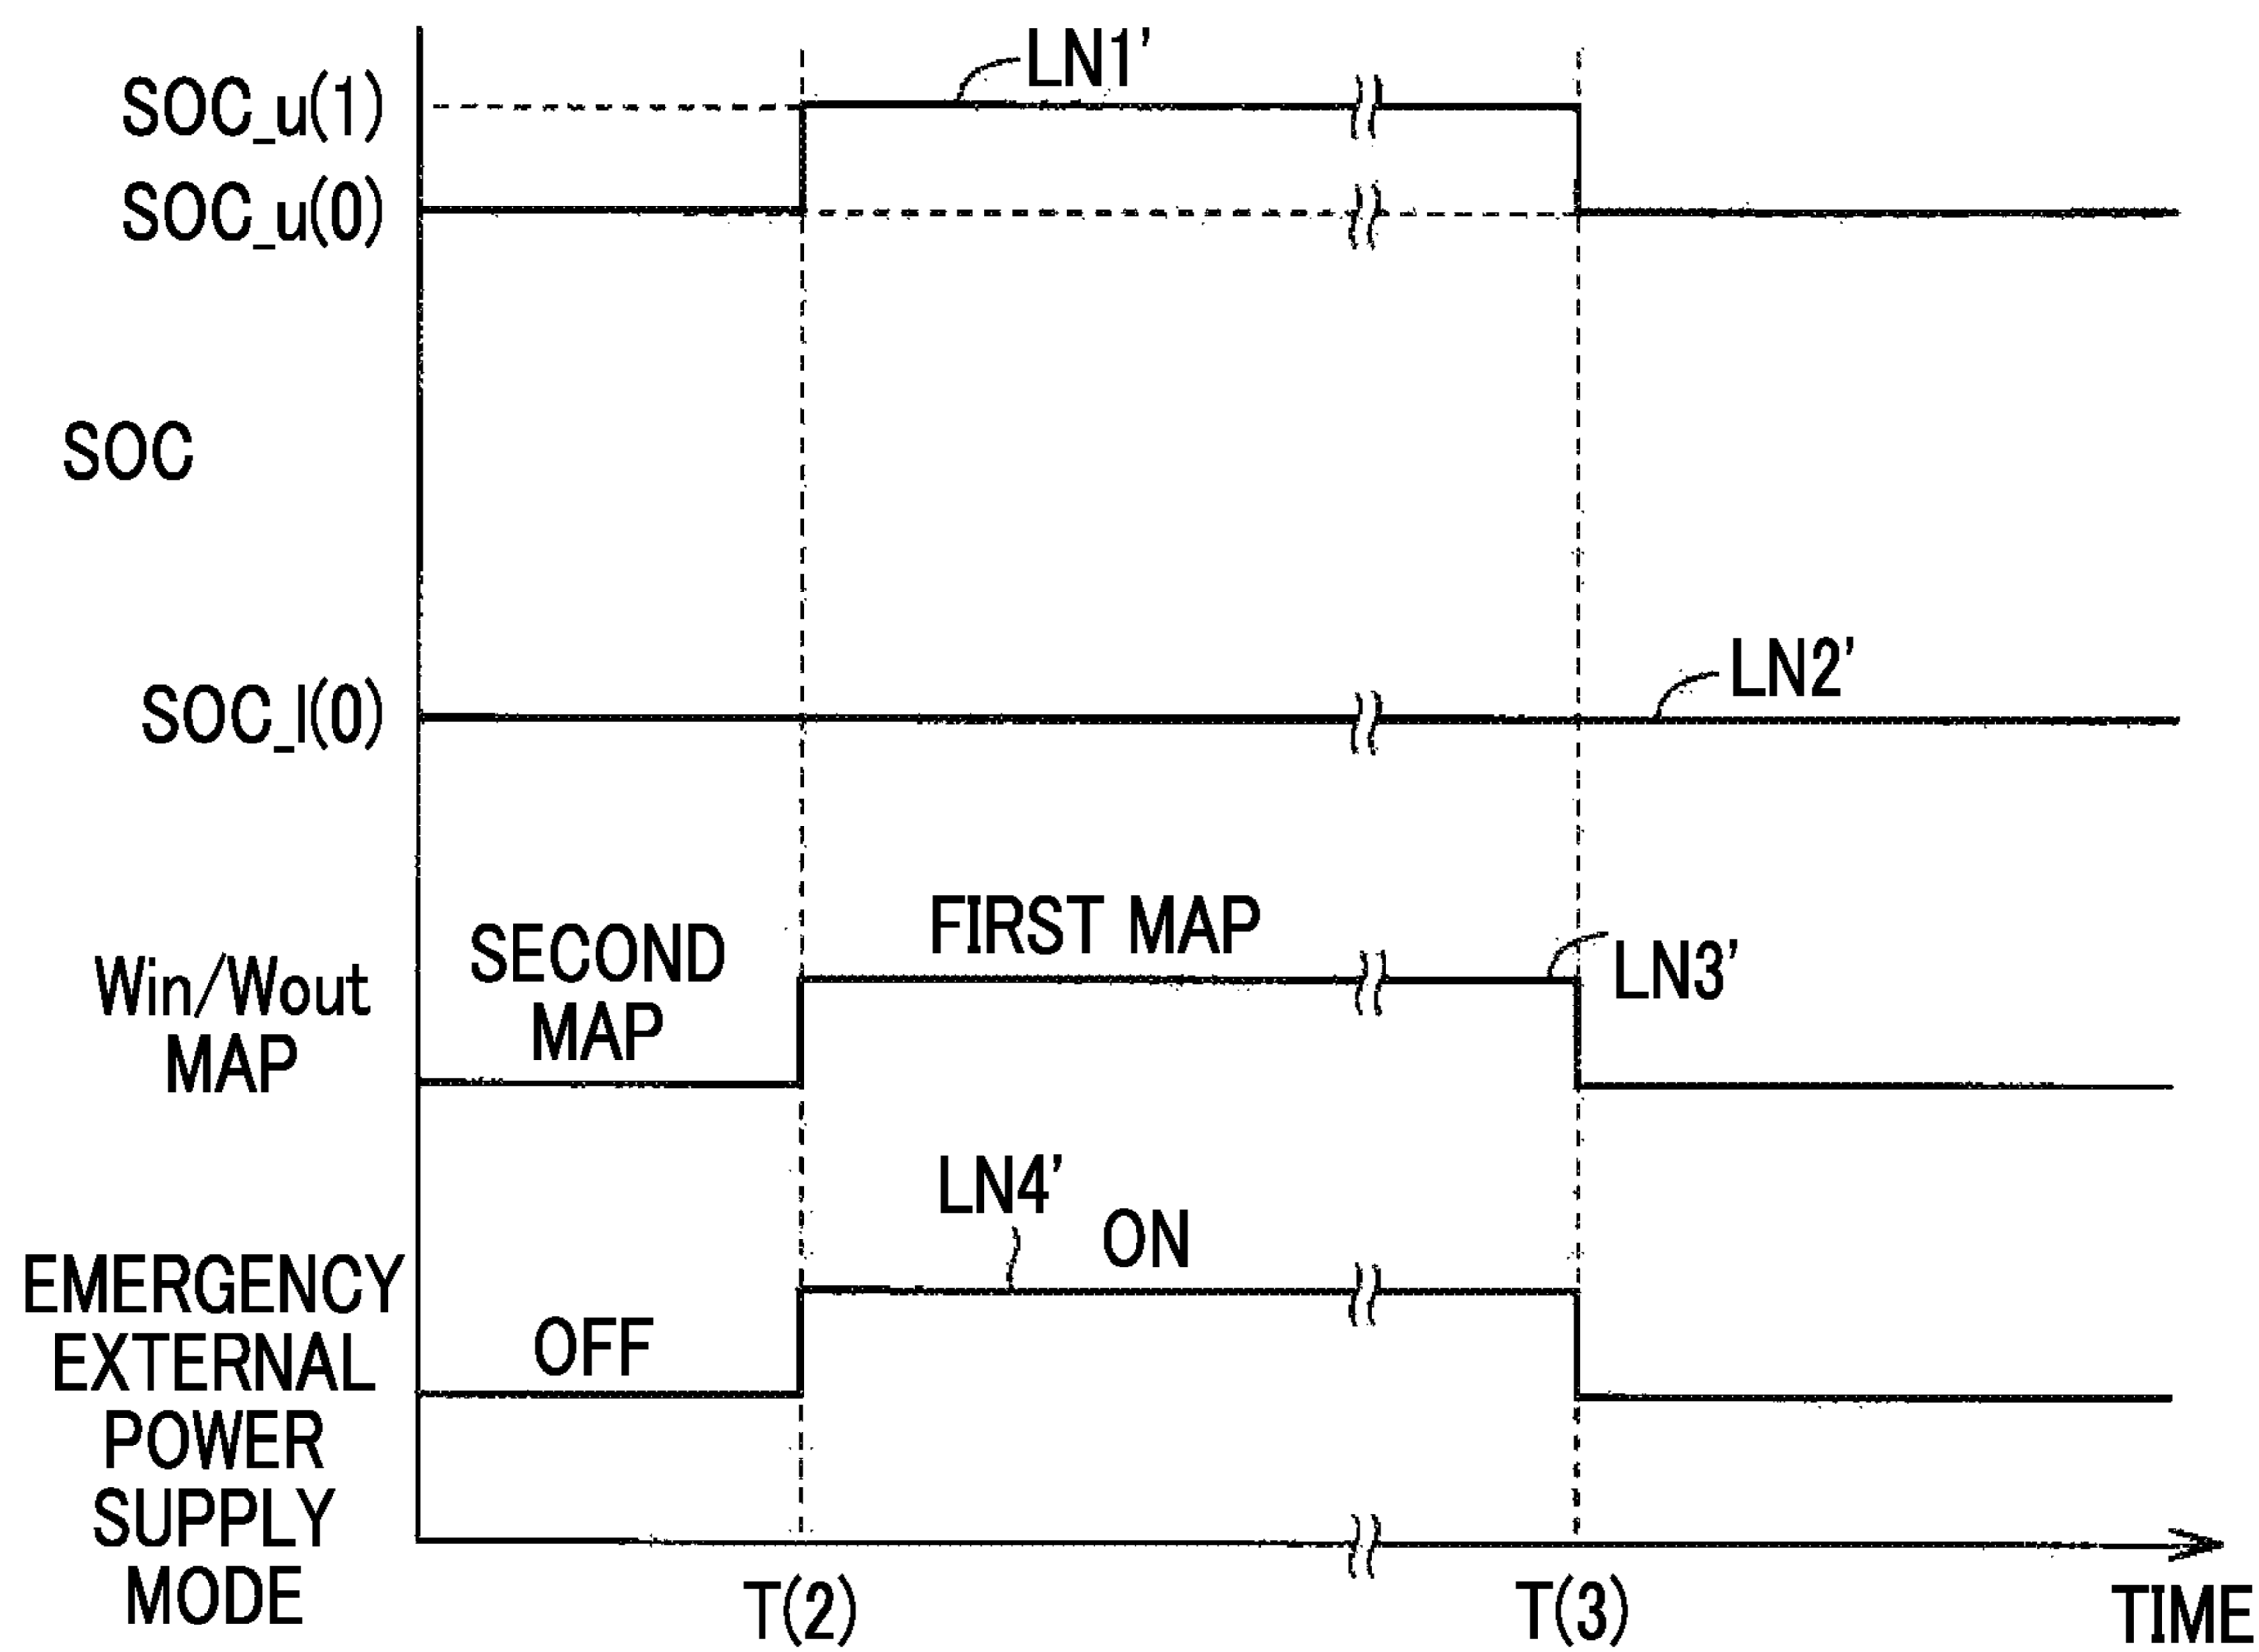 LN1'
SOC_u(1)
SOC_u(0)
SOC
LN2'
SOC_l(0)
FIRST MAP
SECOND
MAP
LN3'
Win/Wout
MAP
LN4'
ON
OFF
EMERGENCY
EXTERNAL
POWER
SUPPLY
MODE
T(2)
T(3)
TIME